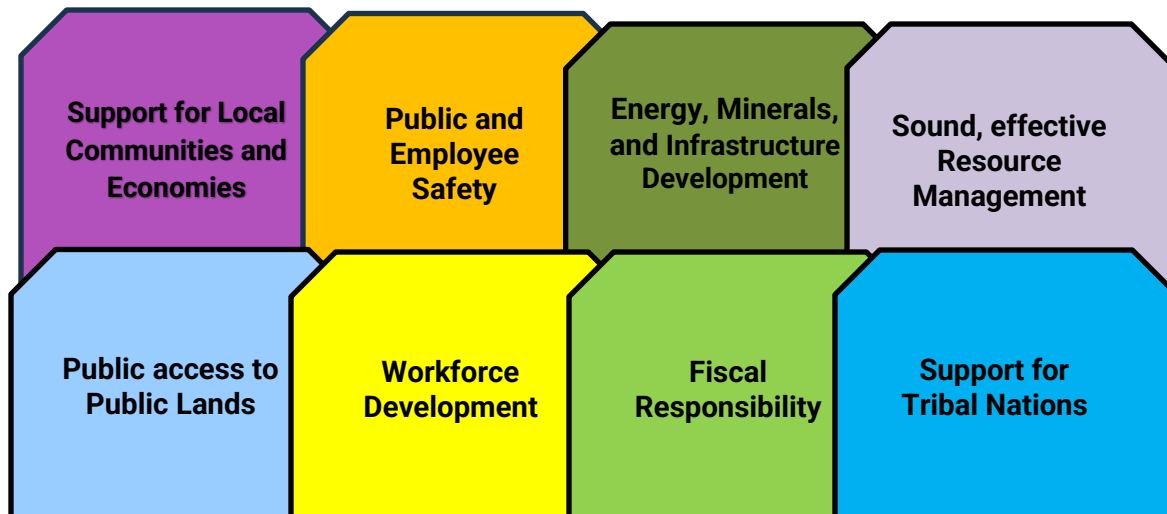 Support for Local
Communities and
Economies
Public and
Employee
Safety
Energy, Minerals,
and Infrastructure
Development
Sound, effective
Resource
Management
Public access to
Public Lands
Workforce
Development
Fiscal
Responsibility
Support for
Tribal Nations